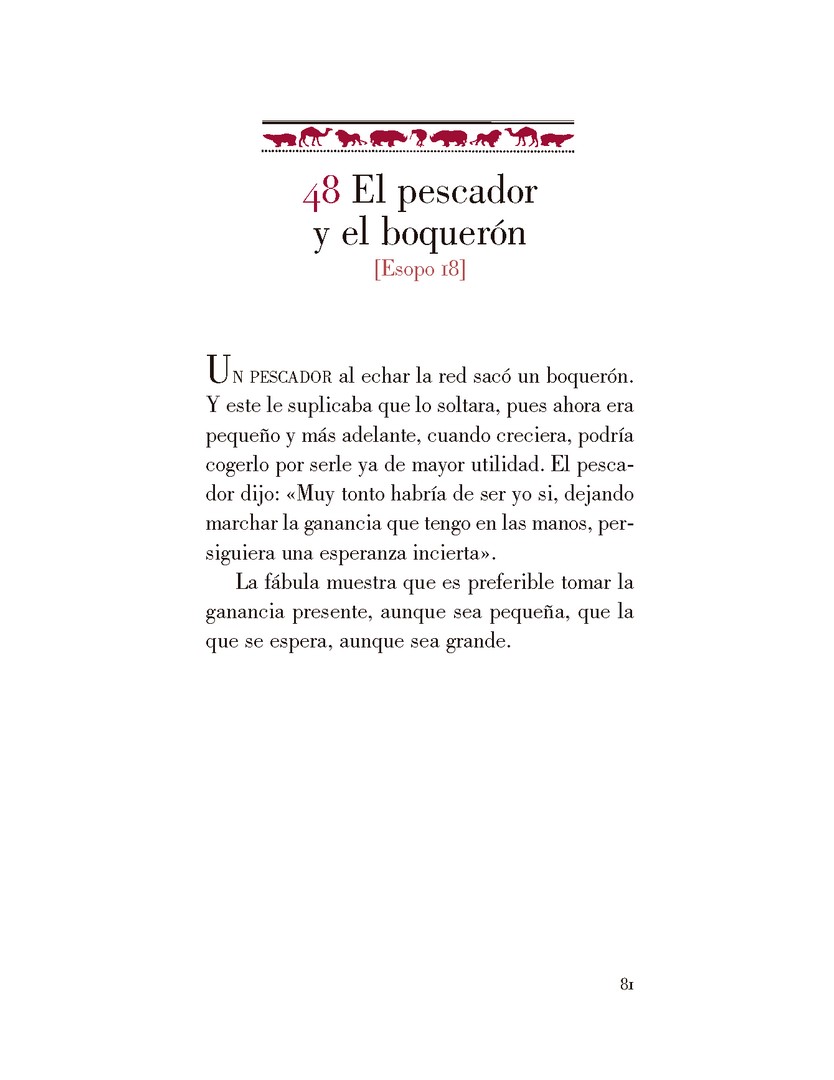 48 El pescador
y el boquerón
[Esopo 18]
UN PESCADOR al echar la red sacó un boquerón.
Y este le suplicaba que lo soltara, pues ahora era
pequeño y más adelante, cuando creciera, podría
cogerlo por serle ya de mayor utilidad. El pesca-
dor dijo: «Muy tonto habría de ser yo si, dejando
marchar la ganancia que tengo en las manos, per-
siguiera una esperanza incierta».
La fábula muestra que es preferible tomar la
ganancia presente, aunque sea pequeña, que la
que se espera, aunque sea grande.
81